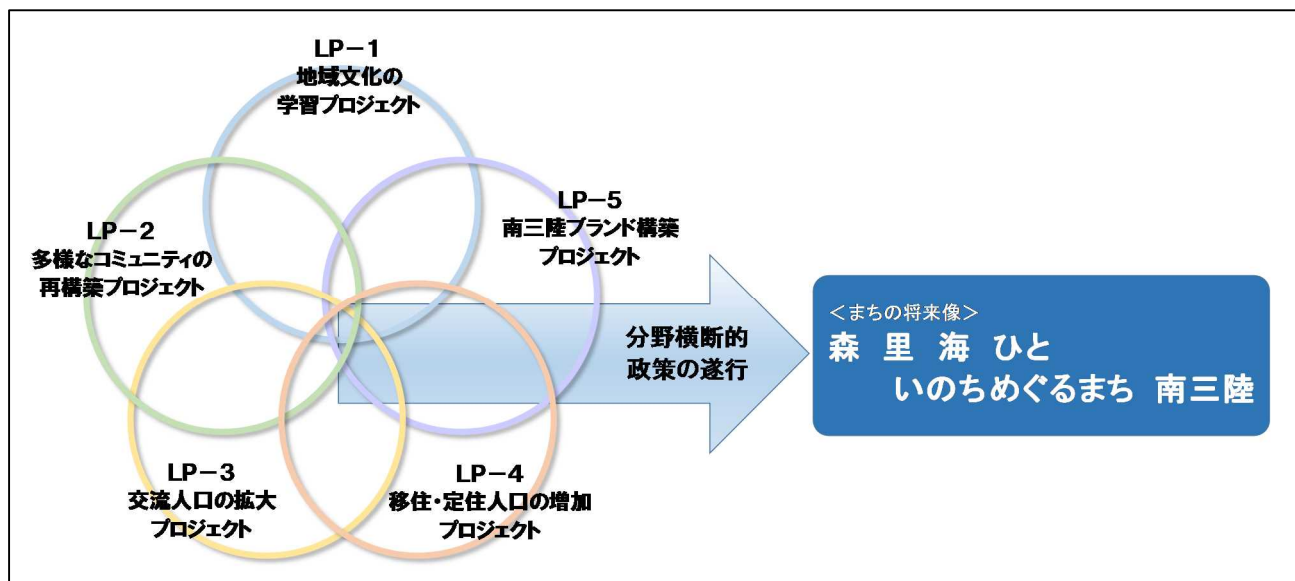 LP-1
地域文化の
学習プロジェクト
LP-2
多様なコミュニティの
再構築プロジェクト
LP-3
交流人口の拡大
プロジェクト
LP-4
移住・定住人口の増加
プロジェクト
LP-5
南三陸ブランド構築
プロジェクト
分野横断的
政策の遂行
＜まちの将来像＞
森 里 海 ひと
いのちめぐるまち 南三陸